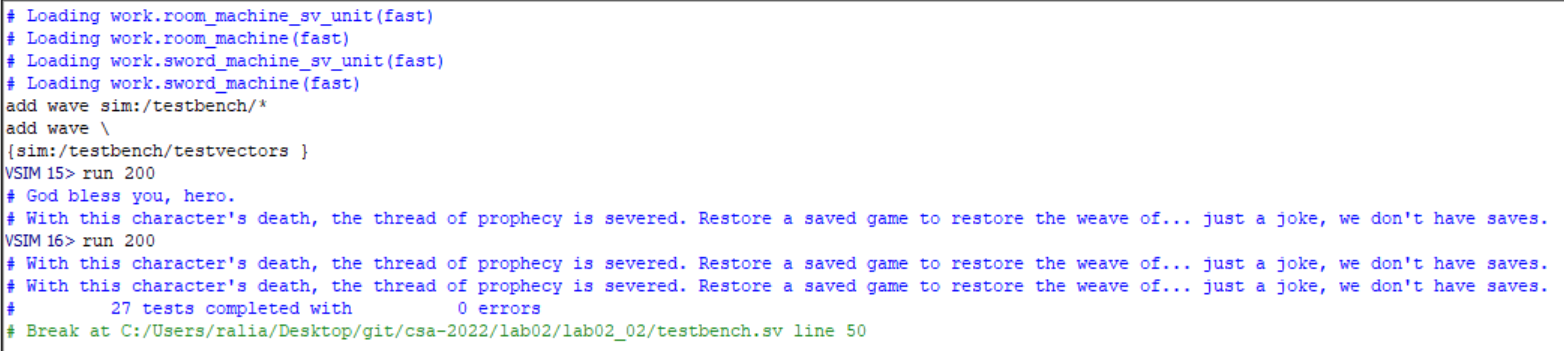 # Loading work.room_machine_sv_unit(fast)
# Loading work.room_machine(fast)
# Loading work.sword_machine_sv_unit(fast)
# Loading work.sword_machine(fast)
add wave sim:/testbench/*
add wave \
{sim:/testbench/testvectors }
VSIM 15> run 200
# God bless you, hero.
# With this character's death, the thread of prophecy is severed. Restore a saved game to restore the weave of... just a joke, we don't have saves.
VSIM 16> run 200
# With this character's death, the thread of prophecy is severed. Restore a saved game to restore the weave of... just a joke, we don't have saves.
# With this character's death, the thread of prophecy is severed. Restore a saved game to restore the weave of... just a joke, we don't have saves.
#         27 tests completed with          0 errors
# Break at C:/Users/ralia/Desktop/git/csa-2022/lab02/lab02_02/testbench.sv line 50